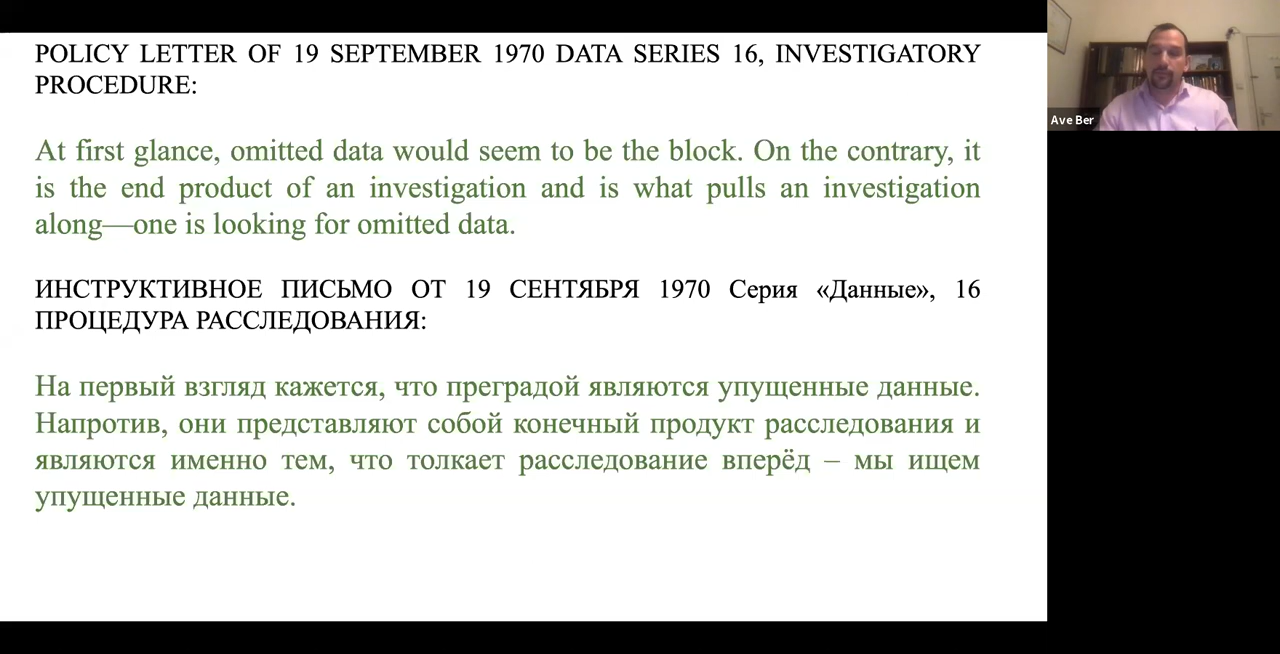 POLICY LETTER OF 19 SEPTEMBER 1970 DATA SERIES 16, INVESTIGATORY
PROCEDURE:
At first glance, omitted data would seem to be the block. On the contrary, it
is the end product of an investigation and is what pulls an investigation
along—one is looking for omitted data.
ИНСТРУКТИВНОЕ ПИСЬМО ОТ 19 СЕНТЯБРЯ 1970 Серия «Данные», 16
ПРОЦЕДУРА РАССЛЕДОВАНИЯ:
На первый взгляд кажется, что преградой являются упущенные данные.
Напротив, они представляют собой конечный продукт расследования и
являются именно тем, что толкает расследование вперёд – мы ищем
упущенные данные.
Ave Ber